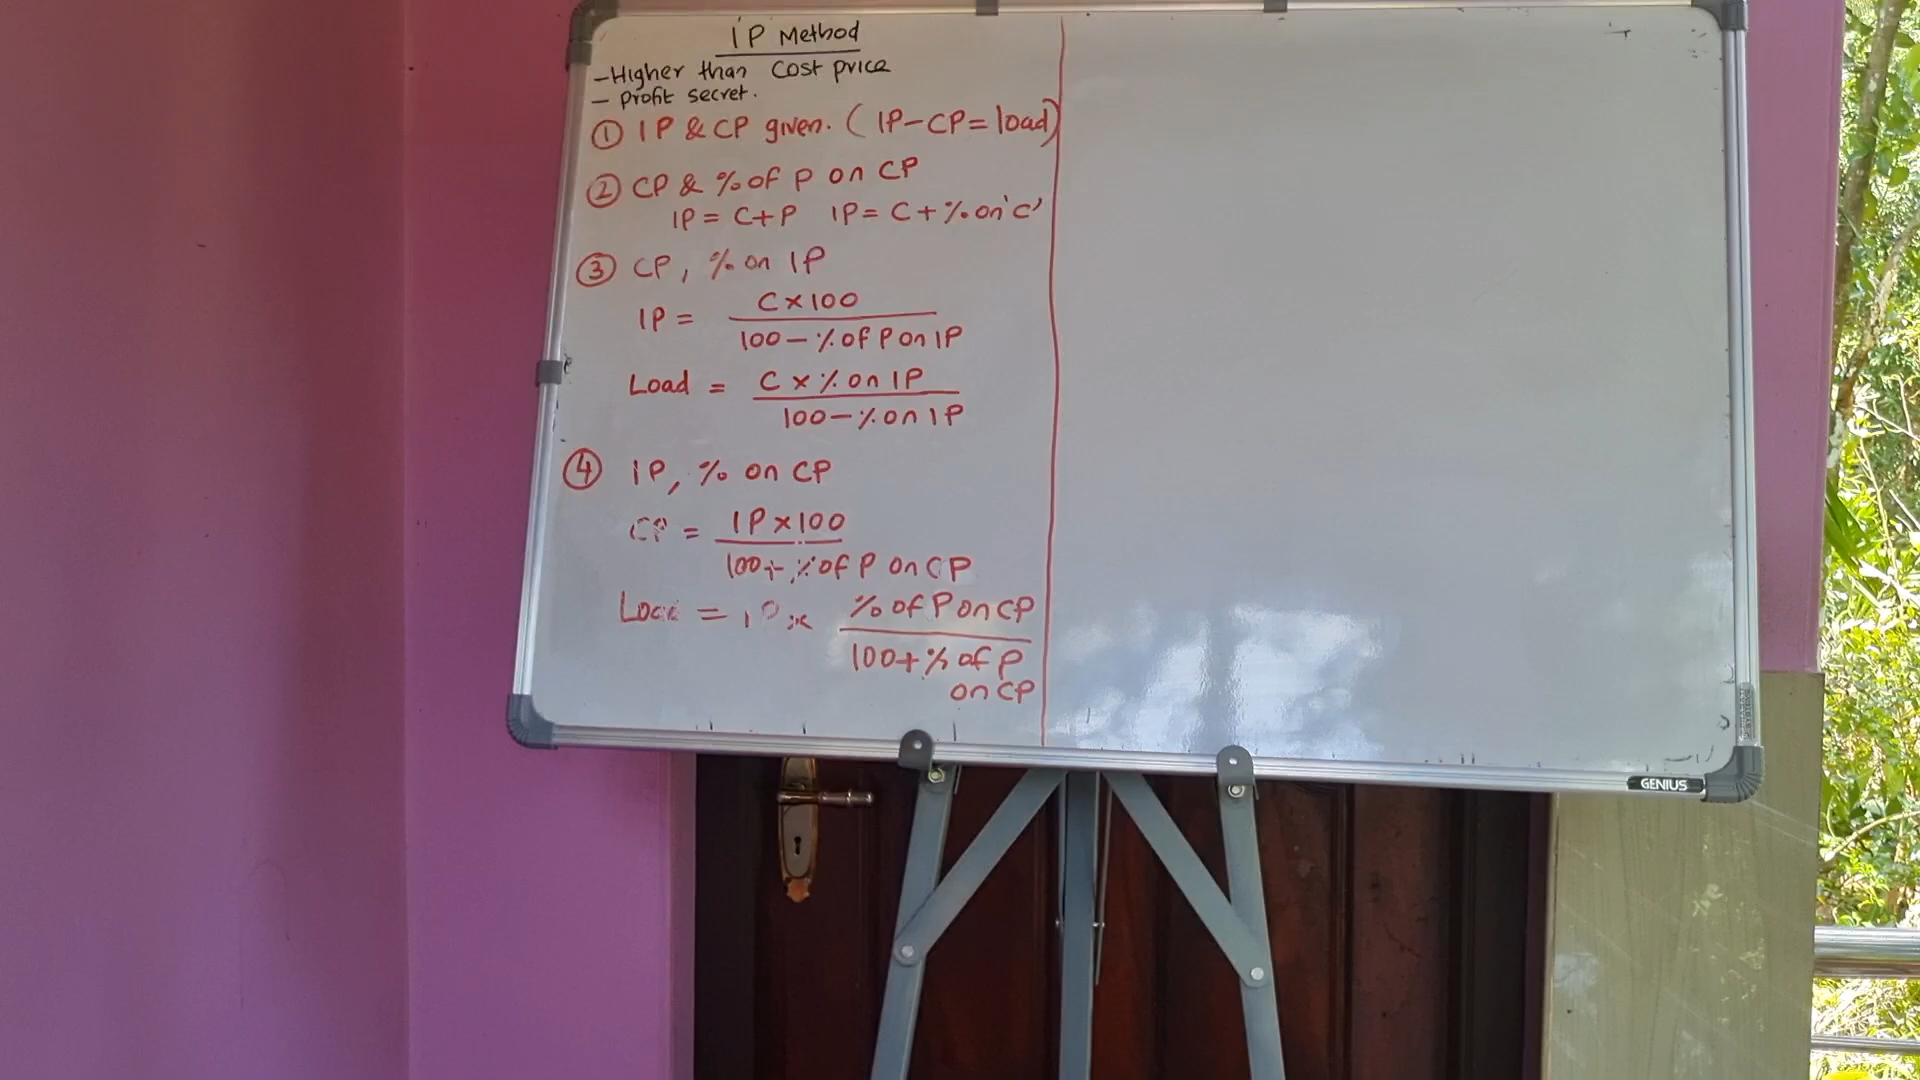 IP Method
- Higher than cost price
- profit secret.
① IP & CP given. ( IP - CP = load)
② CP & % of P on CP
IP = C+P IP = C + % on 'C'
③ CP, % on IP
IP = C x 100
100 - % of P on IP
Load = C x % on IP
100 - % on IP
④ IP, % on CP
CP = IP x 100
100 + % of P on CP
Load = IP x % of P on CP
100 + % of P
on CP
GENIUS